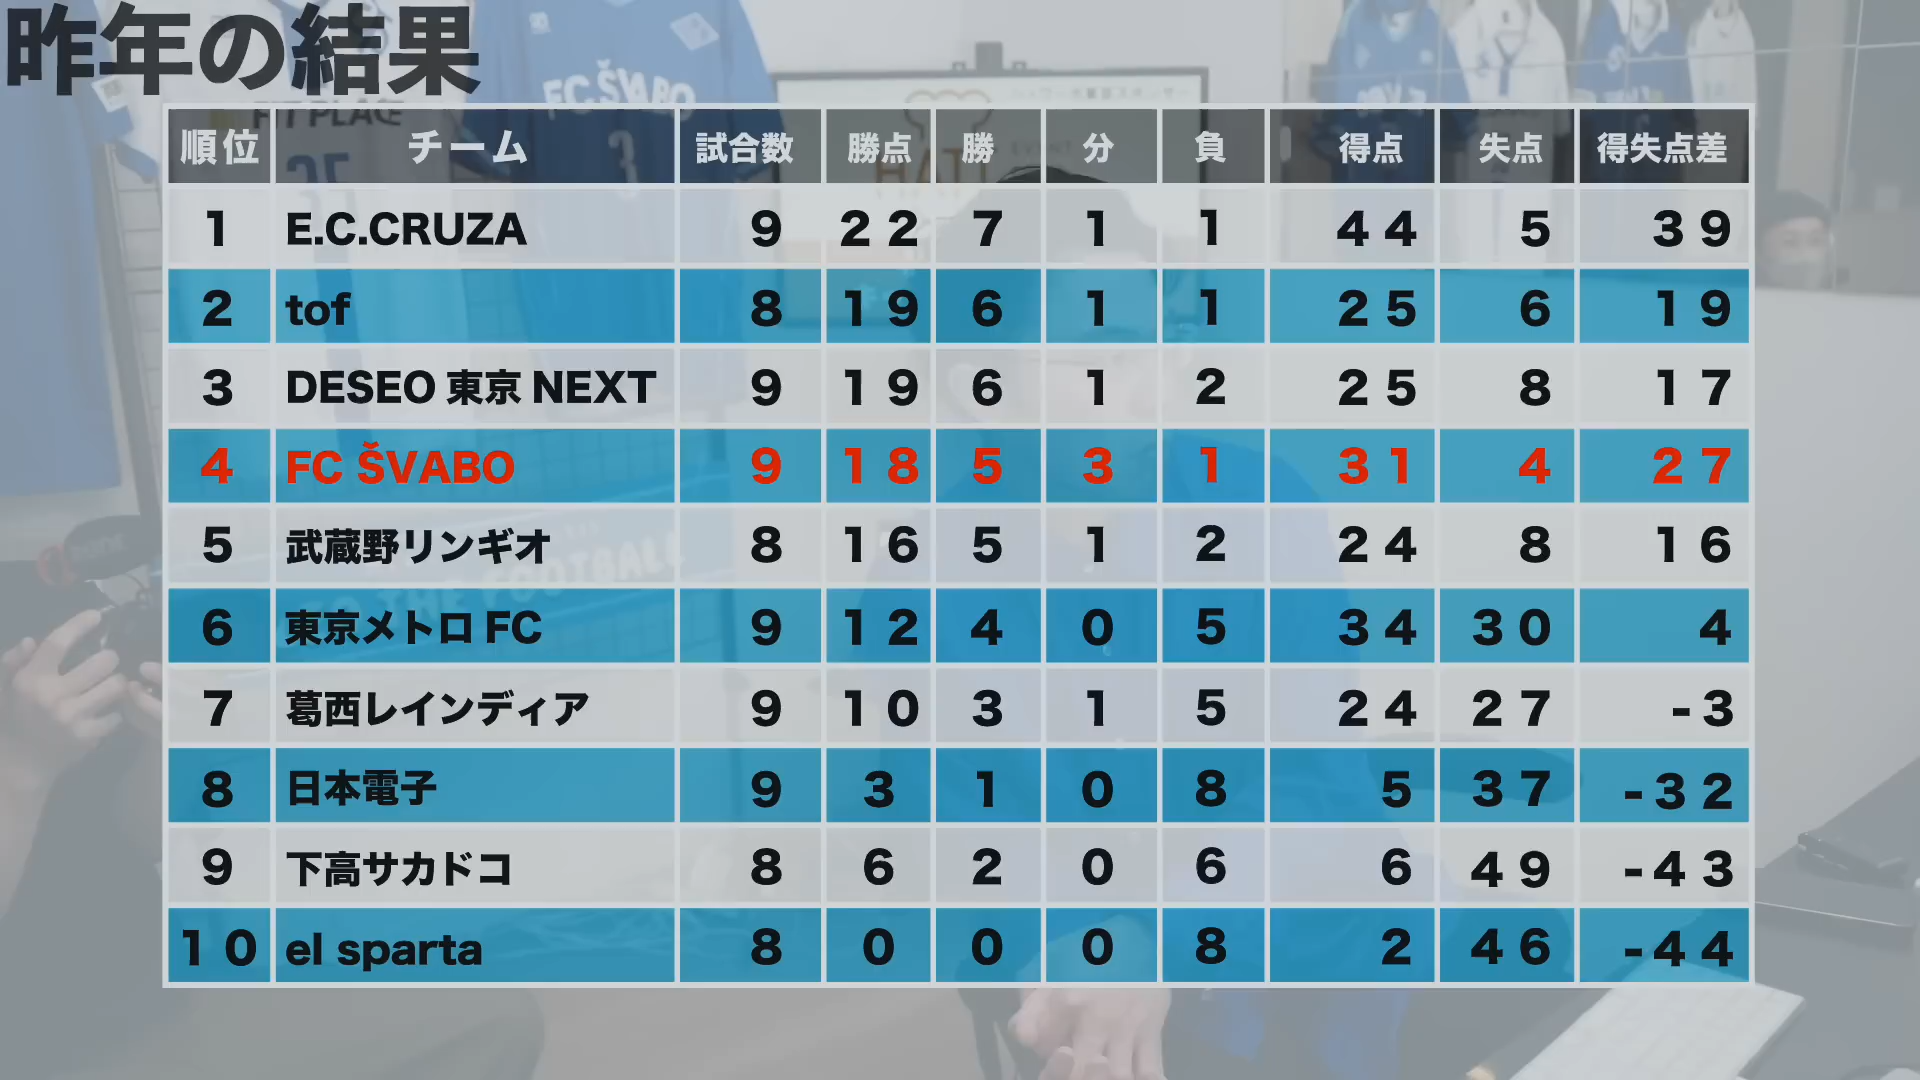 昨年の結果
順位 チーム 試合数 勝点 勝 分 負 得点 失点 得失点差
1 E.C.CRUZA 9 22 7 1 1 44 5 39
2 tof 8 19 6 1 1 25 6 19
3 DESEO 東京 NEXT 9 19 6 1 2 25 8 17
4 FC ŠVABO 9 18 5 3 1 31 4 27
5 武蔵野リンギオ 8 16 5 1 2 24 8 16
6 東京メトロ FC 9 12 4 0 5 34 30 4
7 葛西レインディア 9 10 3 1 5 24 27 -3
8 日本電子 9 3 1 0 8 5 37 -32
9 下高サカドコ 8 6 2 0 6 6 49 -43
10 el sparta 8 0 0 0 8 2 46 -44
FC.ŠVABO
FIT PLACE
35
3
THE FOOTBALL